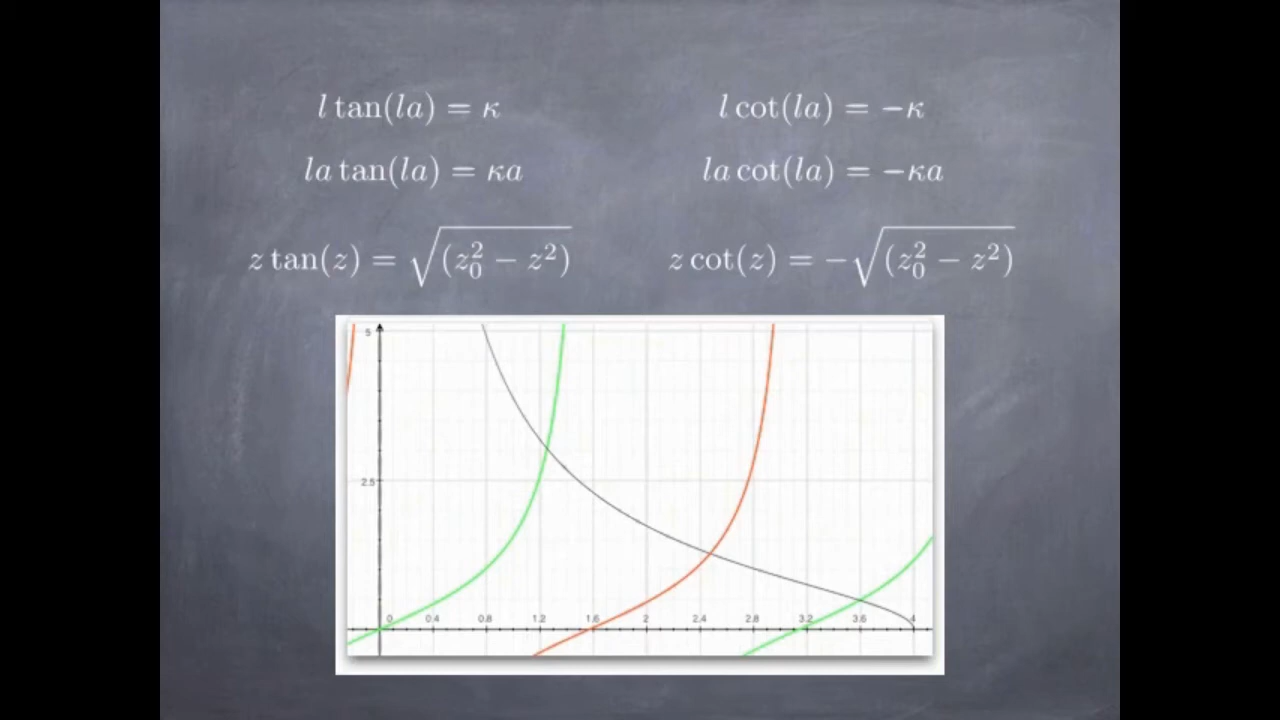 l tan(la) = κ
l cot(la) = −κ
la tan(la) = κa
la cot(la) = −κa
z tan(z) = √(z₀² − z²)
z cot(z) = −√(z₀² − z²)
5
2.5
0 0.4 0.8 1.2 1.6 2 2.4 2.8 3.2 3.6 4